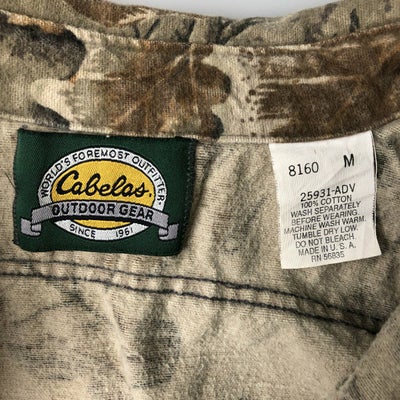 WORLD'S FOREMOST OUTFITTER
Cabelas.
OUTDOOR GEAR
SINCE 1961
8160 M
25931-ADV
100% COTTON
WASH SEPARATELY
BEFORE WEARING.
MACHINE WASH WARM.
TUMBLE DRY LOW.
DO NOT BLEACH.
MADE IN U.S.A.
RN 56835